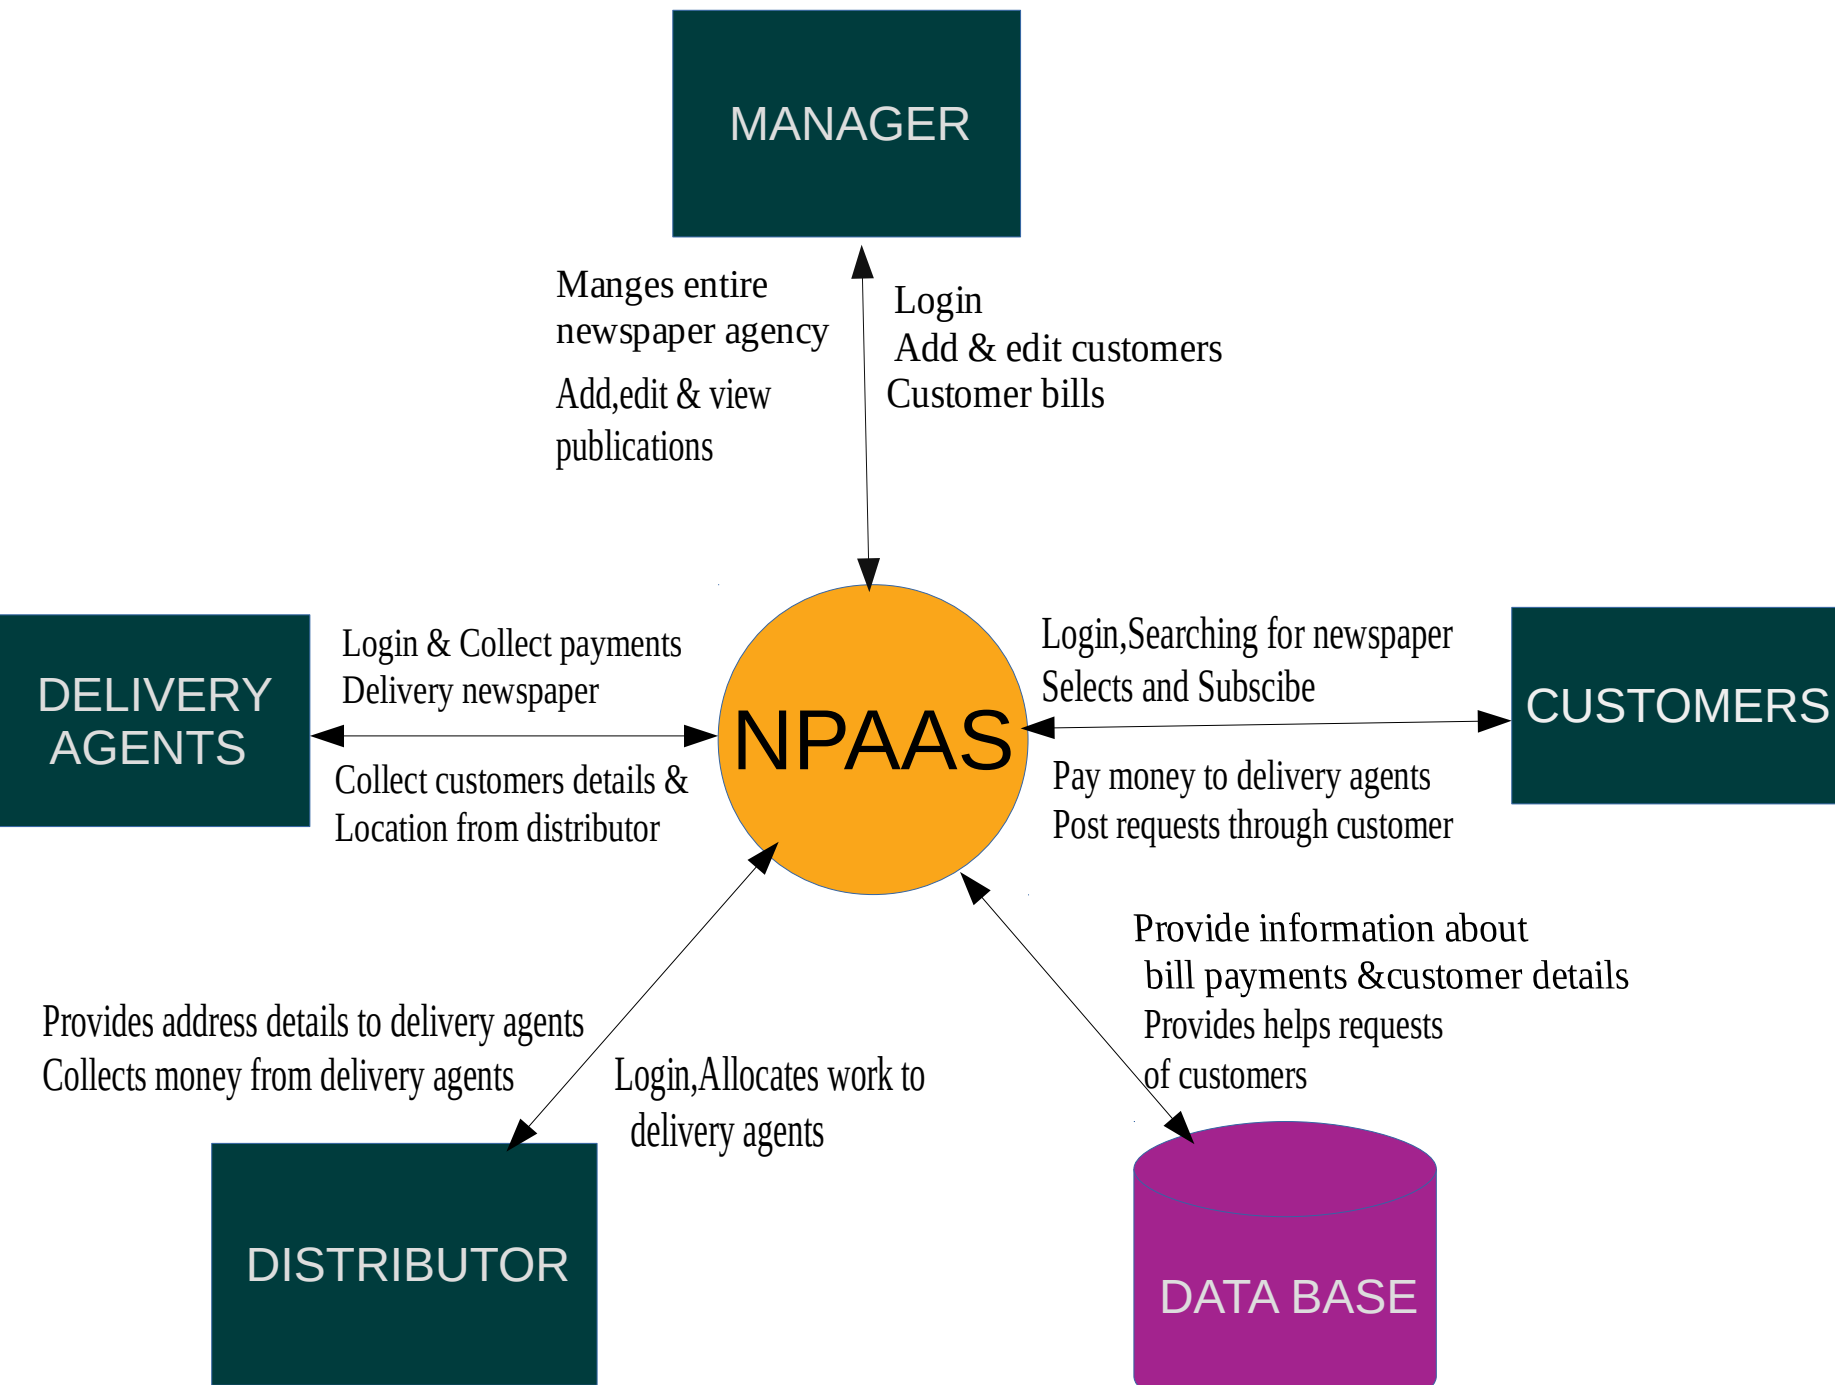 MANAGER
Manges entire
newspaper agency
Add,edit & view
publications
Login
Add & edit customers
Customer bills
DELIVERY
AGENTS
Login & Collect payments
Delivery newspaper
Collect customers details &
Location from distributor
NPAAS
Login,Searching for newspaper
Selects and Subscibe
Pay money to delivery agents
Post requests through customer
CUSTOMERS
Provides address details to delivery agents
Collects money from delivery agents
Login,Allocates work to
delivery agents
Provide information about
bill payments &customer details
Provides helps requests
of customers
DISTRIBUTOR
DATA BASE